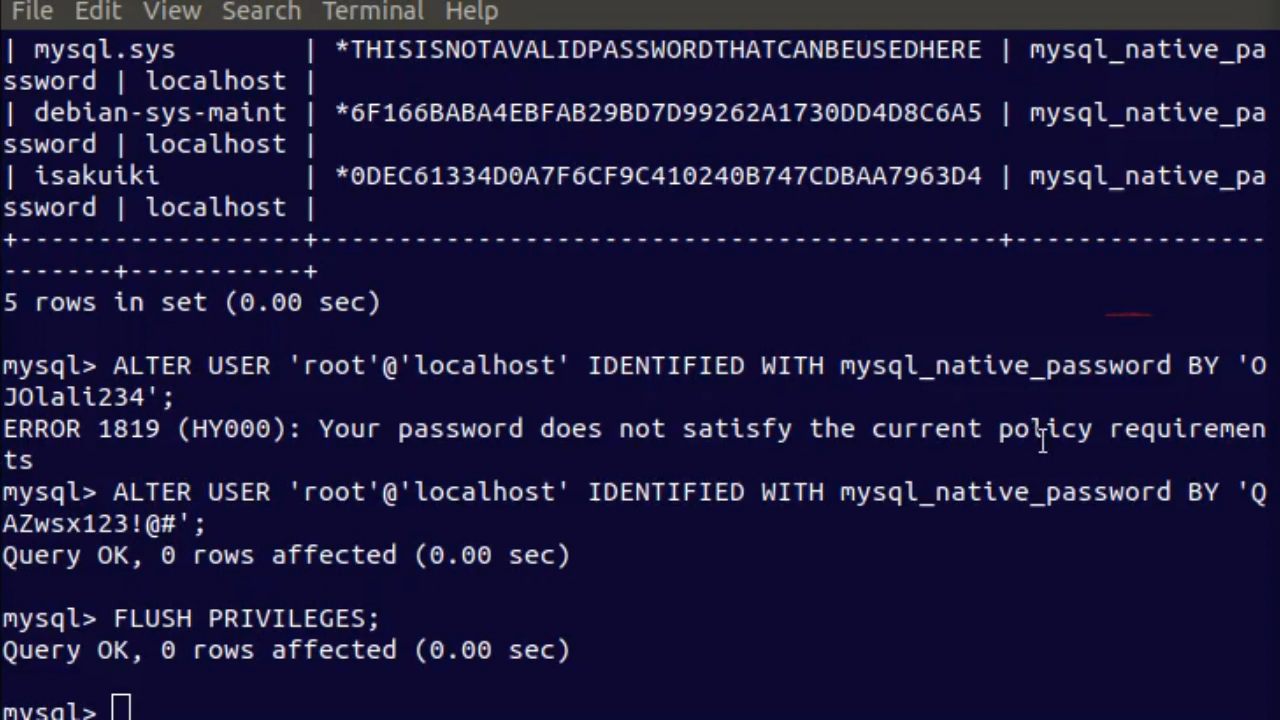 File Edit View Search Terminal Help
| mysql.sys        | *THISISNOTAVALIDPASSWORDTHATCANBEUSEDHERE | mysql_native_pa
ssword | localhost |
| debian-sys-maint | *6F166BABA4EBFAB29BD7D99262A1730DD4D8C6A5 | mysql_native_pa
ssword | localhost |
| isakuiki         | *0DEC61334D0A7F6CF9C410240B747CDBAA7963D4 | mysql_native_pa
ssword | localhost |
+------------------+-------------------------------------------+----------------
-------+-----------+
5 rows in set (0.00 sec)
mysql> ALTER USER 'root'@'localhost' IDENTIFIED WITH mysql_native_password BY 'O
JOlali234';
ERROR 1819 (HY000): Your password does not satisfy the current policy requiremen
ts
mysql> ALTER USER 'root'@'localhost' IDENTIFIED WITH mysql_native_password BY 'Q
AZwsx123!@#';
Query OK, 0 rows affected (0.00 sec)
mysql> FLUSH PRIVILEGES;
Query OK, 0 rows affected (0.00 sec)
mysql>